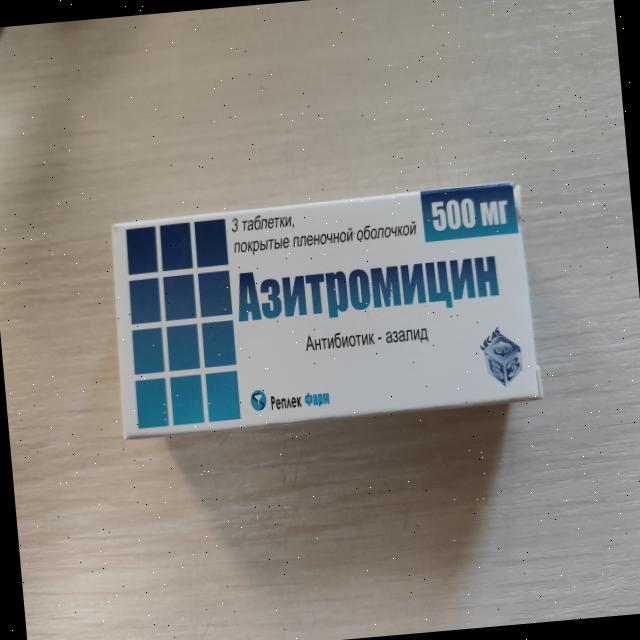 3 таблетки,
покрытые пленочной оболочкой
500 мг
Азитромицин
Антибиотик - азалид
Реплек Фарм